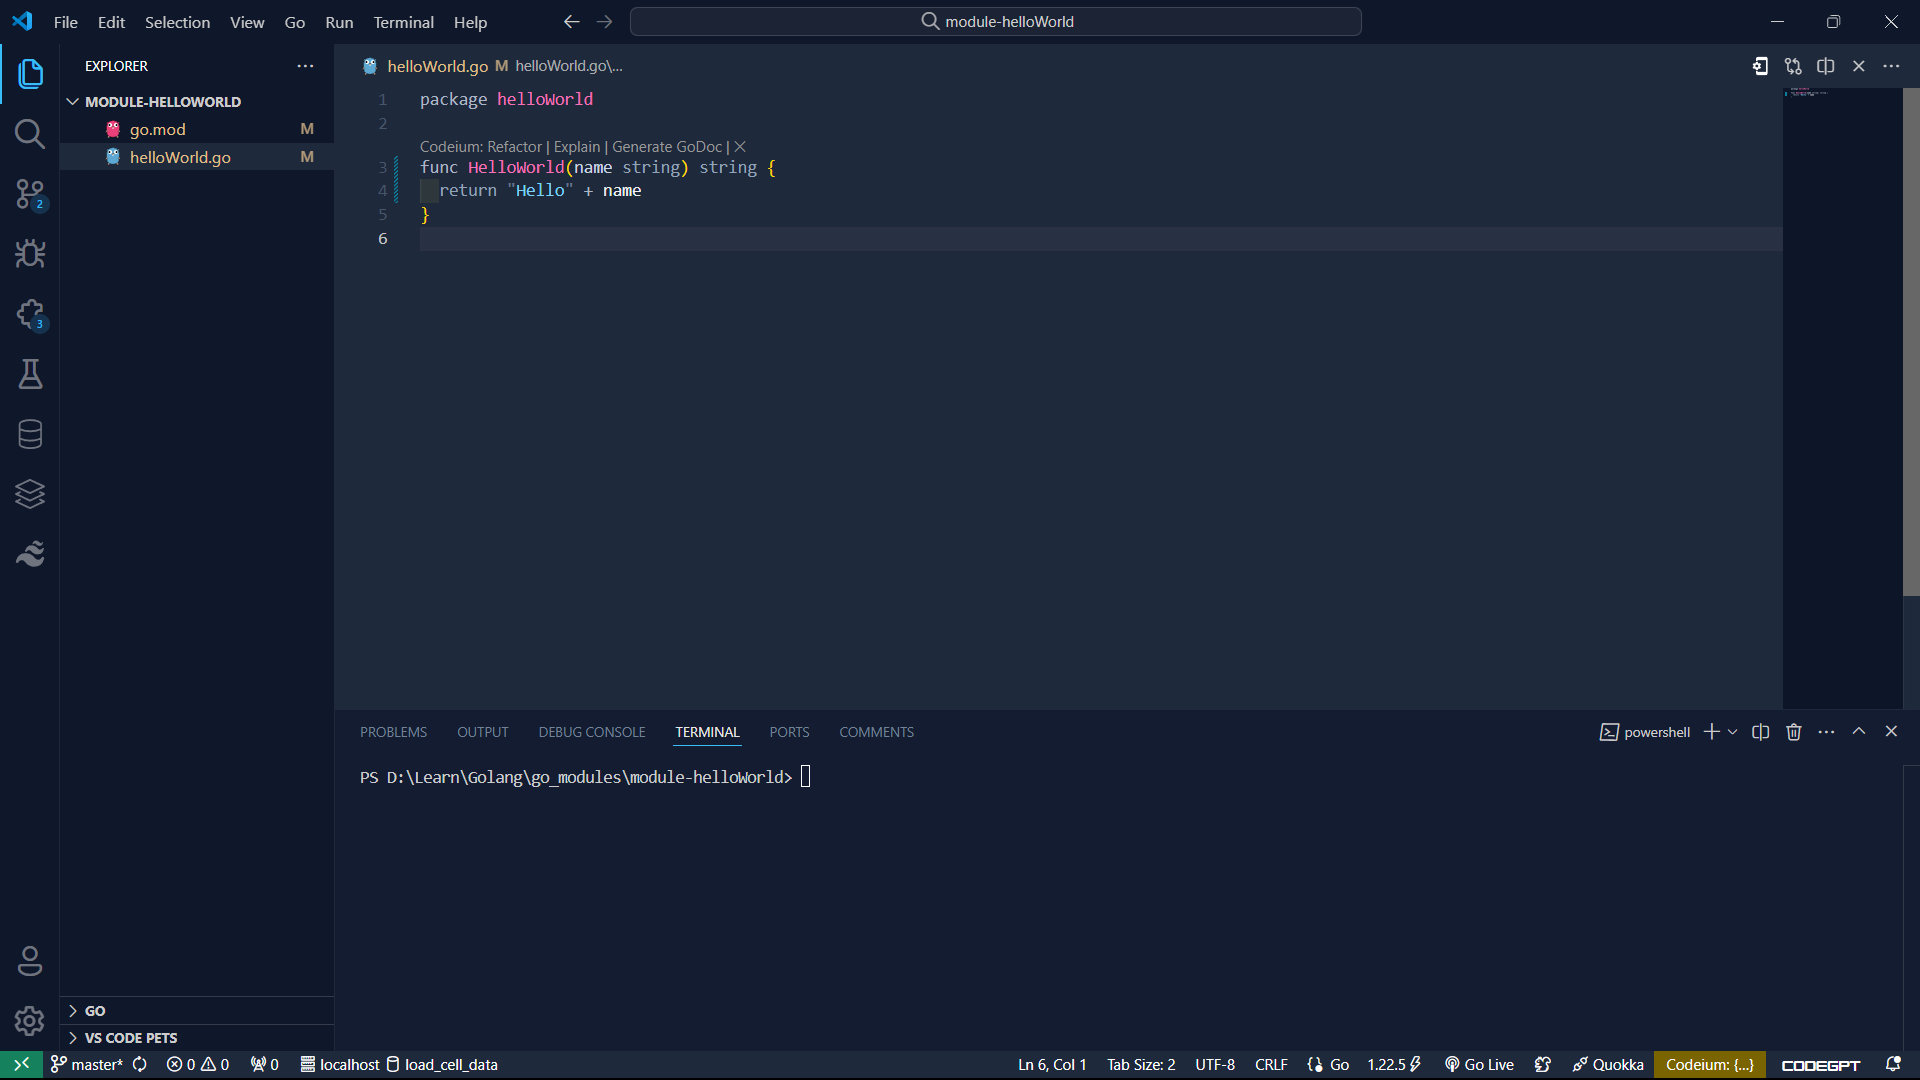 File Edit Selection View Go Run Terminal Help
module-helloWorld
EXPLORER
MODULE-HELLOWORLD
go.mod M
helloWorld.go M
2
3
GO
VS CODE PETS
helloWorld.go M helloWorld.go\...
1 package helloWorld
2
Codeium: Refactor | Explain | Generate GoDoc | ✕
3 func HelloWorld(name string) string {
4 return "Hello" + name
5 }
6
PROBLEMS OUTPUT DEBUG CONSOLE TERMINAL PORTS COMMENTS
powershell
PS D:\Learn\Golang\go_modules\module-helloWorld>
master* 0 0 0 localhost load_cell_data
Ln 6, Col 1 Tab Size: 2 UTF-8 CRLF Go 1.22.5 Go Live Quokka Codeium: {...} CODEGPT